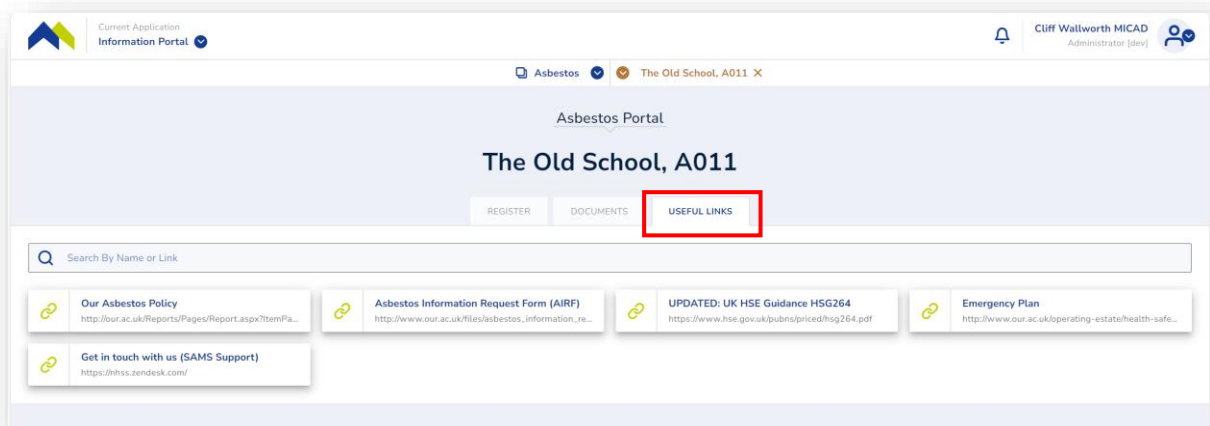 Current Application
Information Portal
Cliff Wallworth MICAD
Administrator [dev]
Asbestos
The Old School, A011
Asbestos Portal
The Old School, A011
REGISTER
DOCUMENTS
USEFUL LINKS
Search By Name or Link
Our Asbestos Policy
http://our.ac.uk/Reports/Pages/Report.aspx?ItemPa...
Asbestos Information Request Form (AIRF)
http://www.our.ac.uk/files/asbestos_information_re...
UPDATED: UK HSE Guidance HSG264
https://www.hse.gov.uk/pubns/priced/hsg264.pdf
Emergency Plan
http://www.our.ac.uk/operating-estate/health-safe...
Get in touch with us (SAMS Support)
https://nhss.zendesk.com/